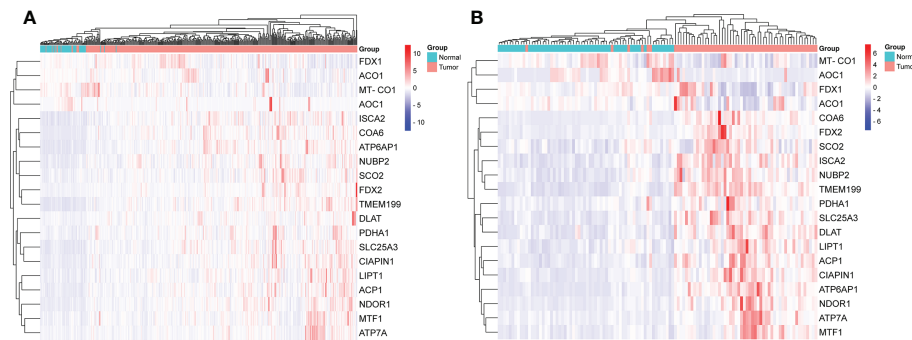 A
Group
FDX1
ACO1
MT- CO1
AOC1
ISCA2
COA6
ATP6AP1
NUBP2
SCO2
FDX2
TMEM199
DLAT
PDHA1
SLC25A3
CIAPIN1
LIPT1
ACP1
NDOR1
MTF1
ATP7A
10
5
0
- 5
- 10
Group
Normal
Tumor
B
Group
MT- CO1
AOC1
FDX1
ACO1
COA6
FDX2
SCO2
ISCA2
NUBP2
TMEM199
PDHA1
SLC25A3
DLAT
LIPT1
ACP1
CIAPIN1
ATP6AP1
NDOR1
ATP7A
MTF1
6
4
2
0
- 2
- 4
- 6
Group
Normal
Tumor